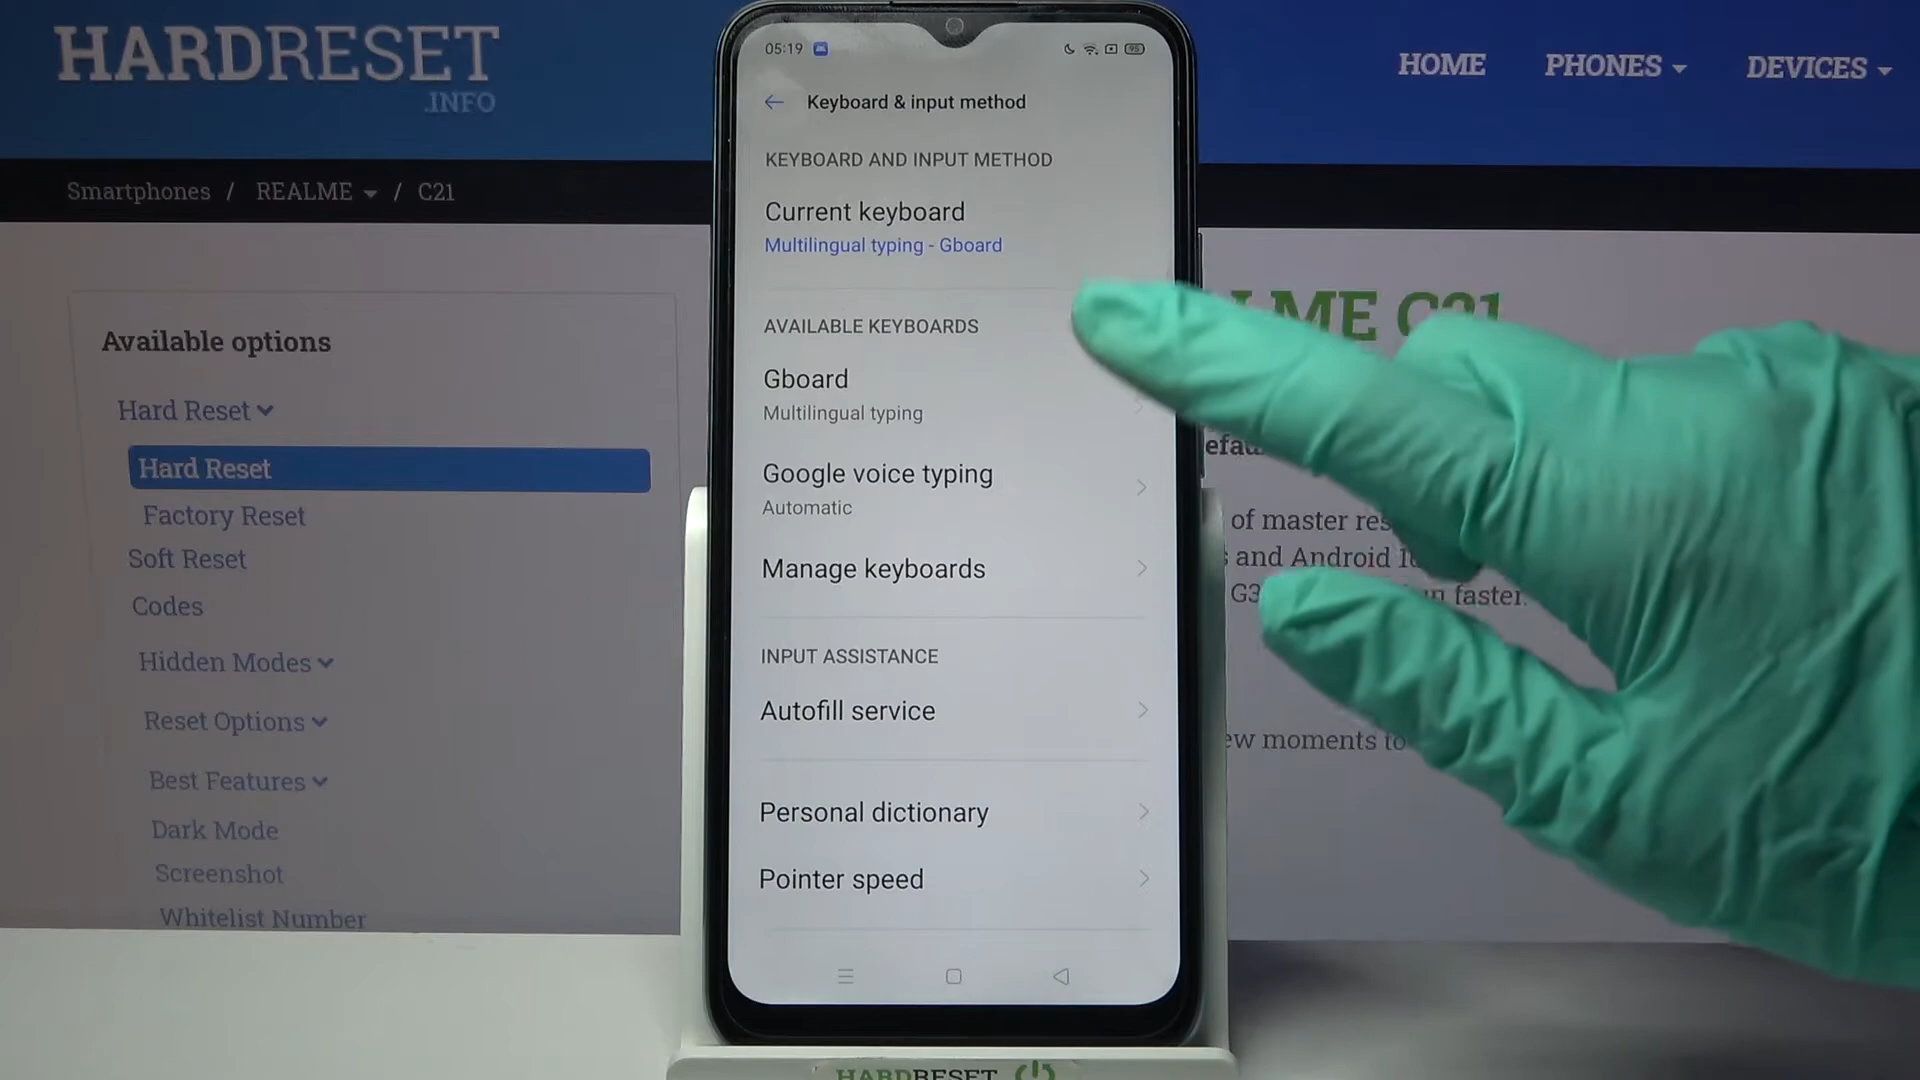 HARDRESET
.INFO
HOME
PHONES
DEVICES
Smartphones / REALME / C21
Available options
Hard Reset
Hard Reset
Factory Reset
Soft Reset
Codes
Hidden Modes
Reset Options
Best Features
Dark Mode
Screenshot
Whitelist Number
05:19
95
Keyboard & input method
KEYBOARD AND INPUT METHOD
Current keyboard
Multilingual typing - Gboard
AVAILABLE KEYBOARDS
Gboard
Multilingual typing
Google voice typing
Automatic
Manage keyboards
INPUT ASSISTANCE
Autofill service
Personal dictionary
Pointer speed
C21
of master
and Android
faster.
moments to
HARDRESET